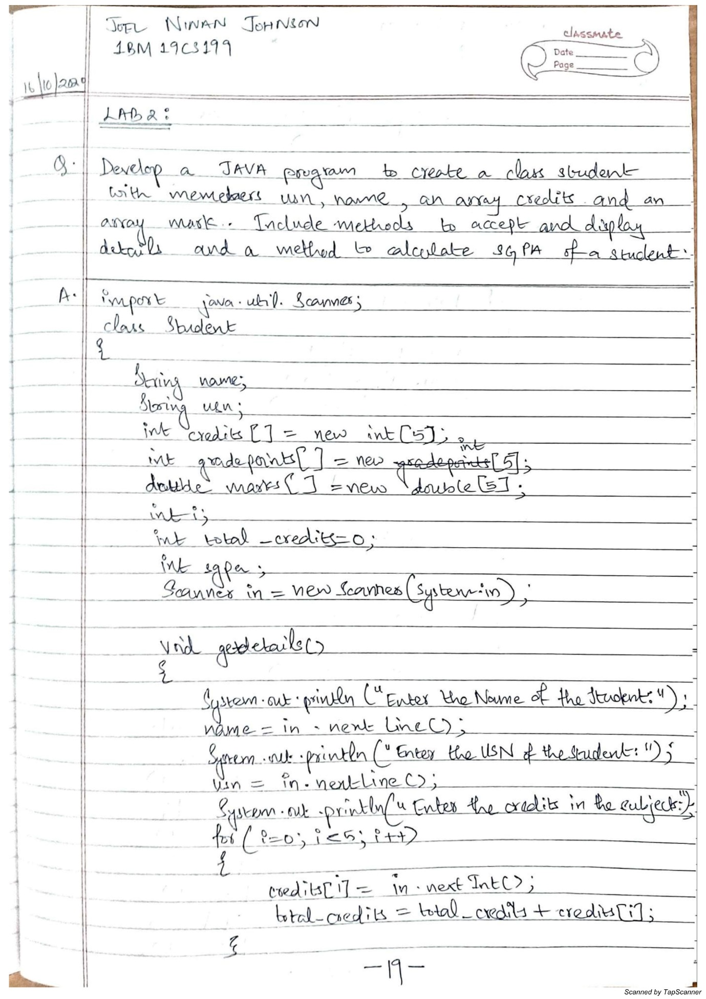 JOEL NINAN JOHNSON
1BM19CS199
classmate
Date
Page
16/10/2020
LAB 2:
Q. Develop a JAVA program to create a class student
with memebers usn, name, an array credits and an
array mark. Include methods to accept and display
details and a method to calculate SGPA of a student.
A. import java.util.Scanner;
class Student
{
String name;
String usn;
int credits[] = new int[5];
int
int gradepoints[] = new gradepoints[5];
double marks[] = new double[5];
int i;
int total_credits=0;
int sgpa;
Scanner in = new Scanner(System.in);
void getdetails()
{
System.out.println("Enter the Name of the Student:");
name = in.nextLine();
System.out.println("Enter the USN of the student:");
usn = in.nextLine();
System.out.println("Enter the credits in the subject:");
for(i=0; i<5; i++)
{
credits[i] = in.nextInt();
total_credits = total_credits + credits[i];
}
-19-
Scanned by TapScanner